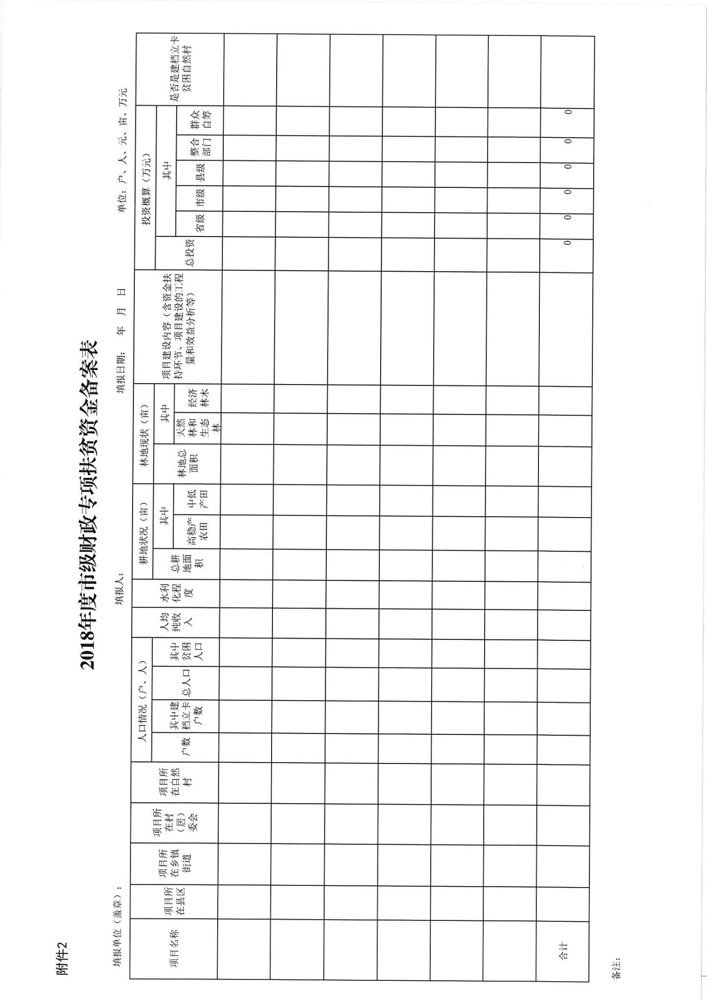 附件2
2018年度市级财政专项扶贫资金备案表
填报单位（盖章）：
填报人：
填报日期：　年　月　日
单位：户、人、元、亩、万元
项目名称
项目所
在县区
项目所
在乡镇
街道
项目所
在村
（居）
委会
项目所
在自然
村
人口情况（户、人）
户数
其中建
档立卡
户数
总人口
其中
贫困
人口
人均
纯收
入
水利
化程
度
耕地状况（亩）
总耕
地面
积
其中
高稳产
农田
中低
产田
林地现状（亩）
林地总
面积
其中
天然
林和
生态
林
经济
林木
项目建设内容（含资金扶
持环节、项目建设的工程
量和效益分析等）
投资概算（万元）
总投资
其中
省级
市级
县级
整合
部门
群众
自筹
是否是建档立卡
贫困自然村
合计
0
0
0
0
0
0
备注：